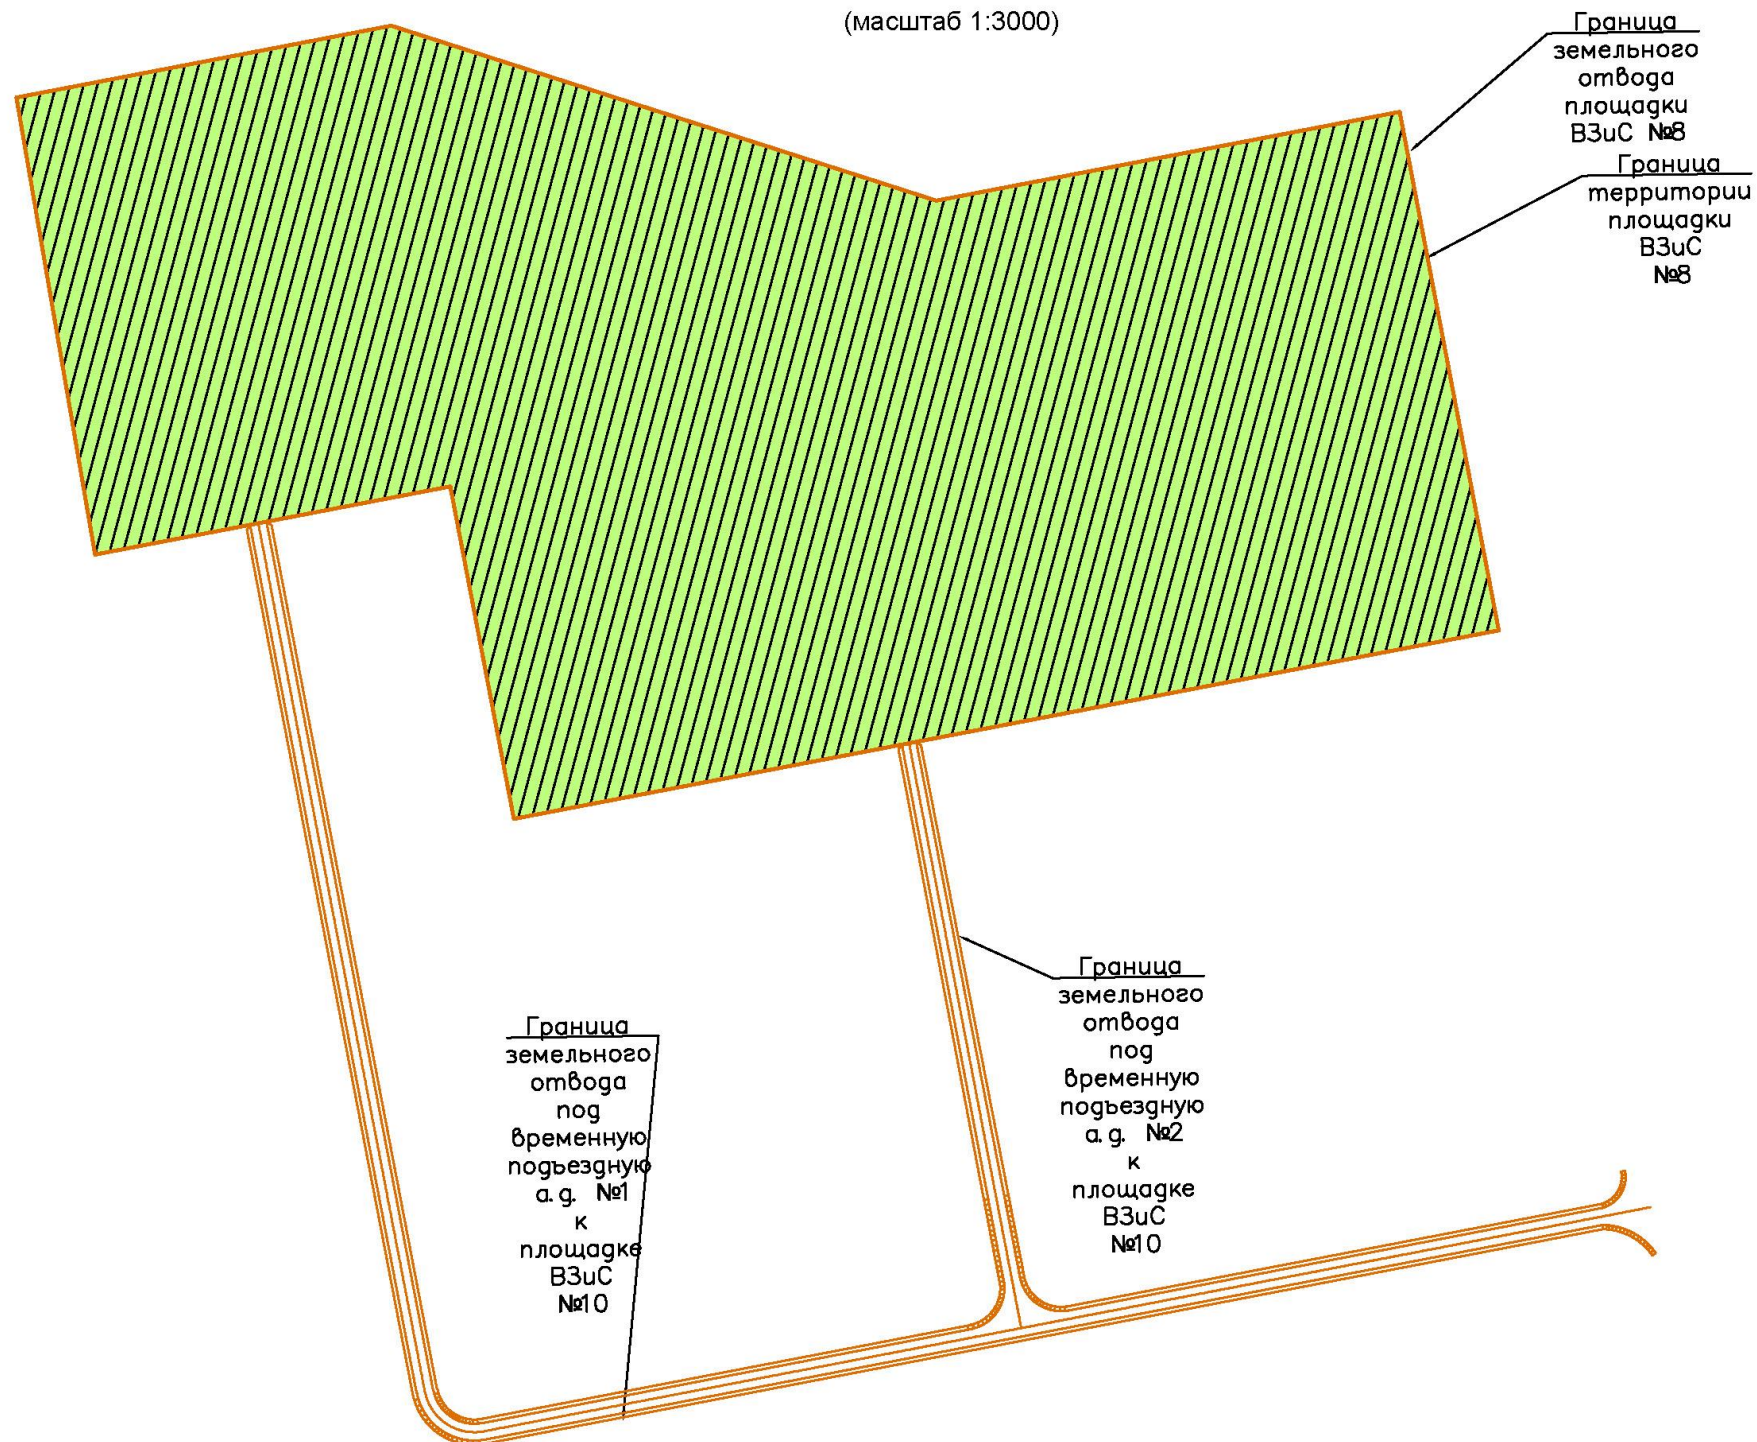 (масштаб 1:3000)
Граница
земельного
отвода
площадки
ВЗиС №8
Граница
территории
площадки
ВЗиС
№8
Граница
земельного
отвода
под
временную
подъездную
а.д. №2
к
площадке
ВЗиС
№10
Граница
земельного
отвода
под
временную
подъездную
а.д. №1
к
площадке
ВЗиС
№10